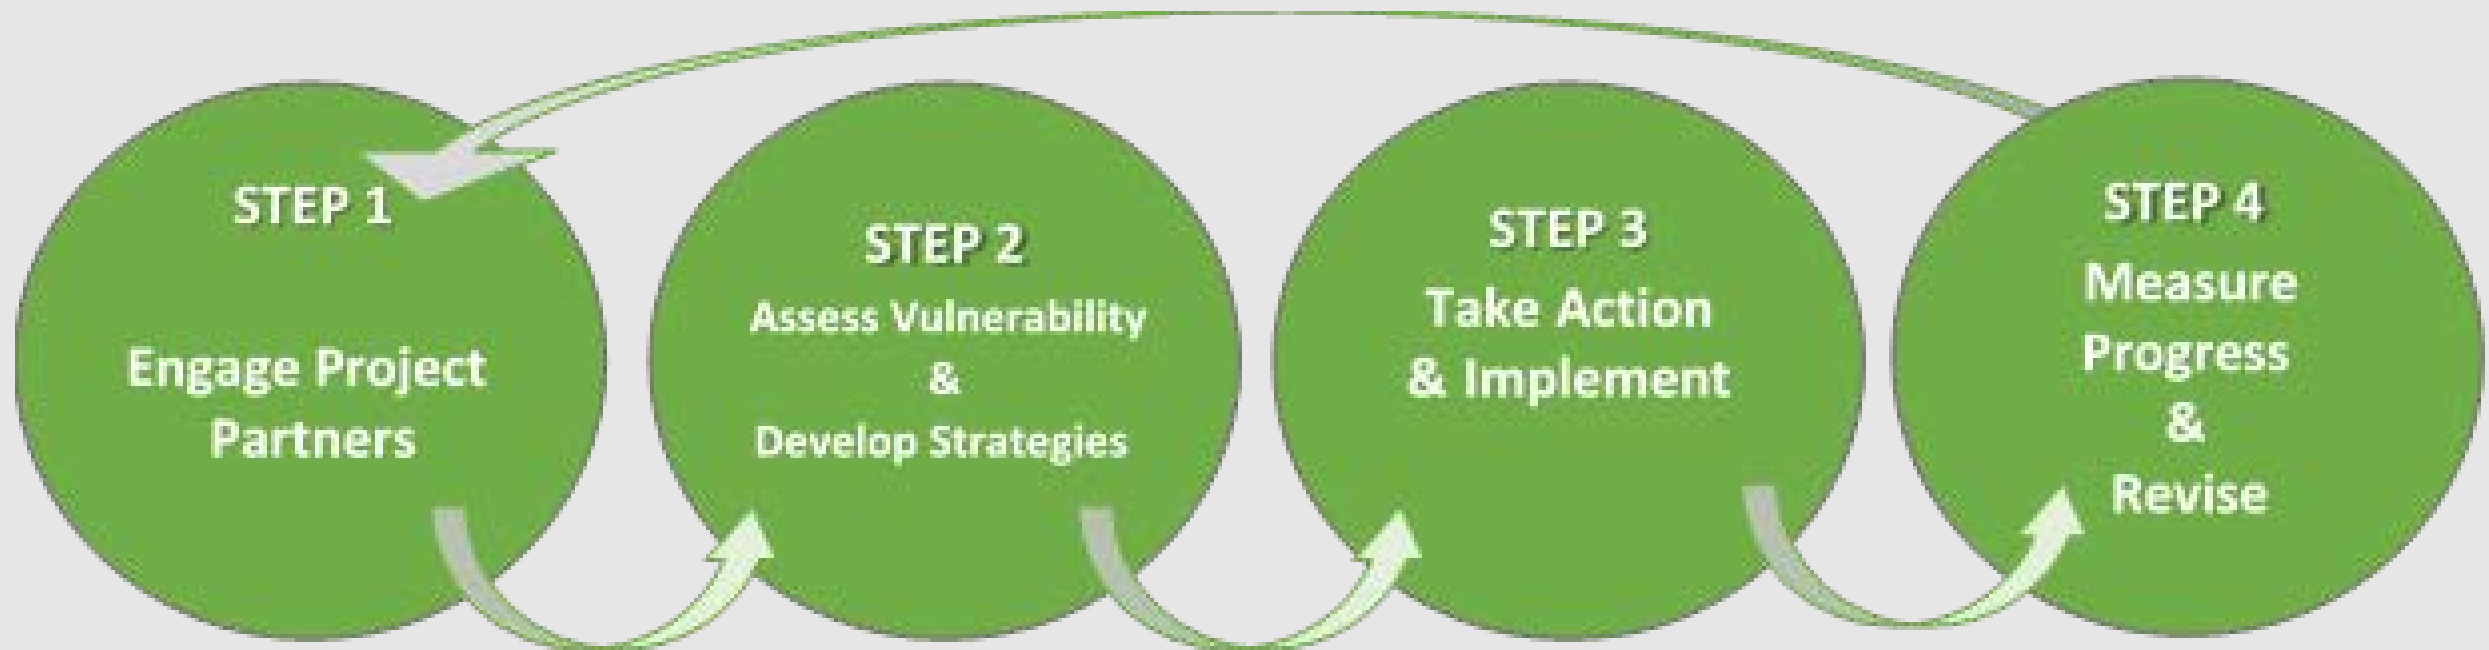 STEP 1
Engage Project
Partners
STEP 2
Assess Vulnerability
&
Develop Strategies
STEP 3
Take Action
& Implement
STEP 4
Measure
Progress
&
Revise